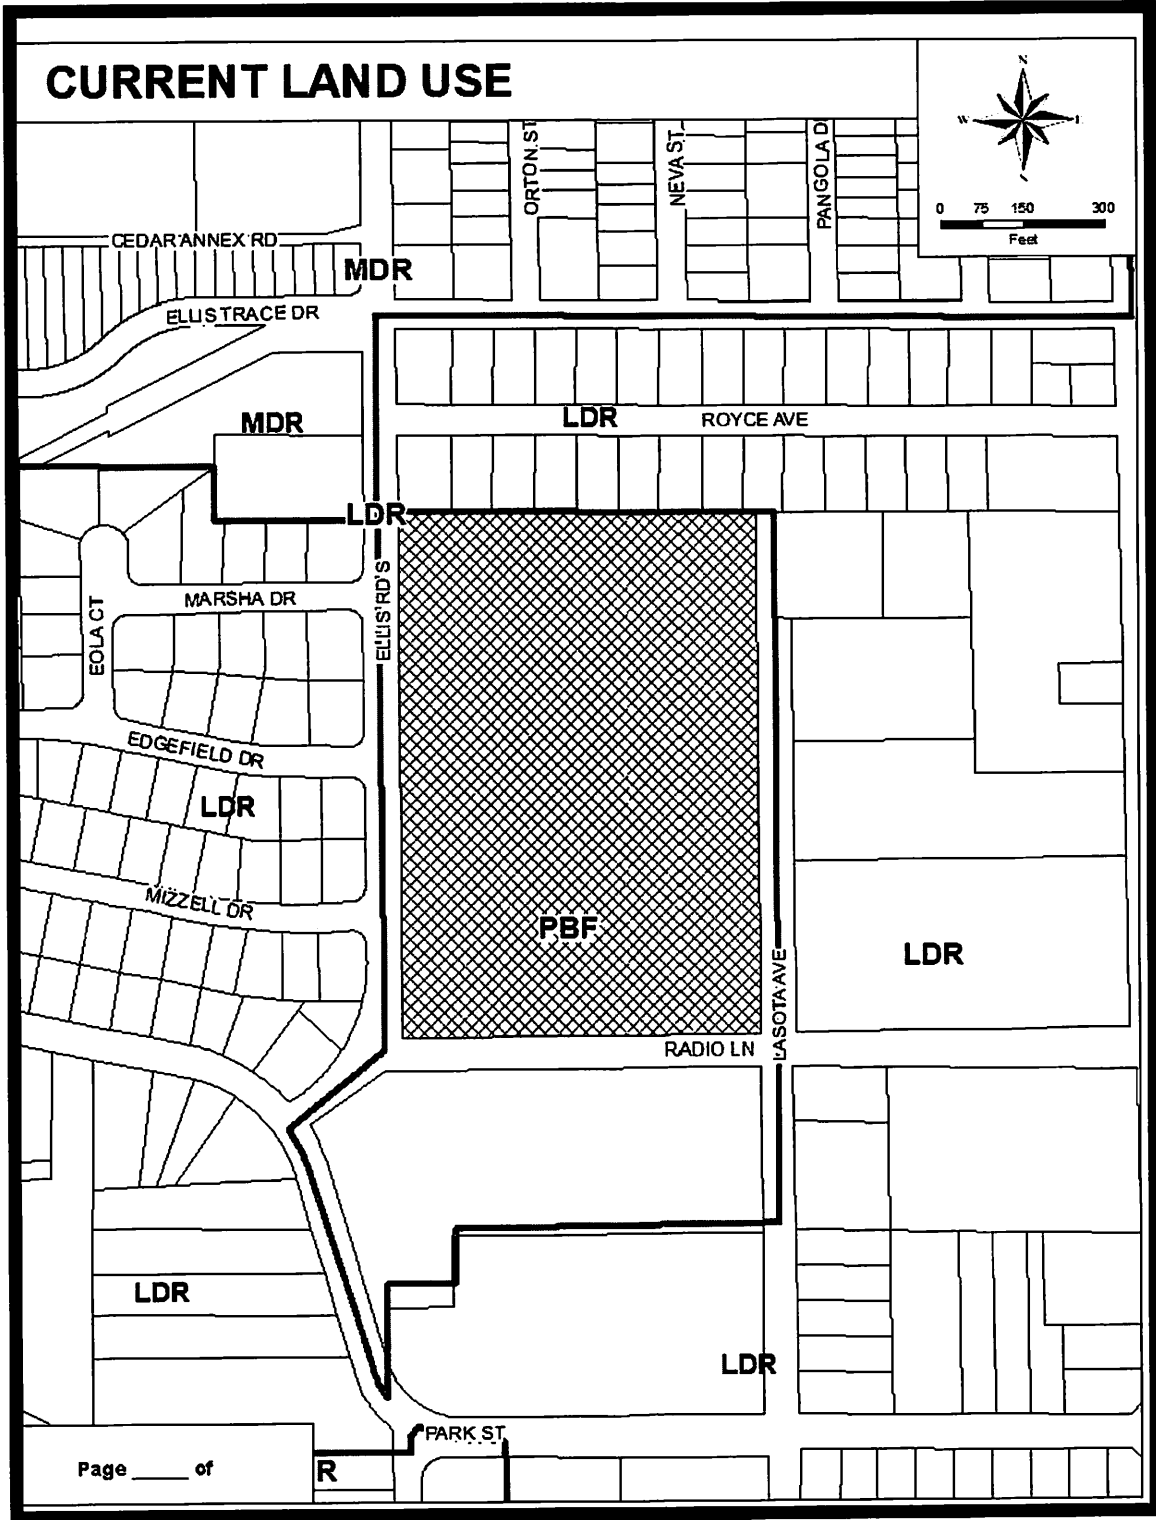 CURRENT LAND USE
N
W E
S
0 75 150 300
Feet
ORTON ST
NEVA ST
PANGOLA D
CEDAR ANNEX RD
MDR
ELLIS TRACE DR
MDR
LDR
ROYCE AVE
LDR
ELLIS RD S
MARSHA DR
EOLA CT
EDGEFIELD DR
LDR
MIZZELL DR
PBF
LDR
LASOTA AVE
RADIO LN
LDR
LDR
PARK ST
Page _____ of
R